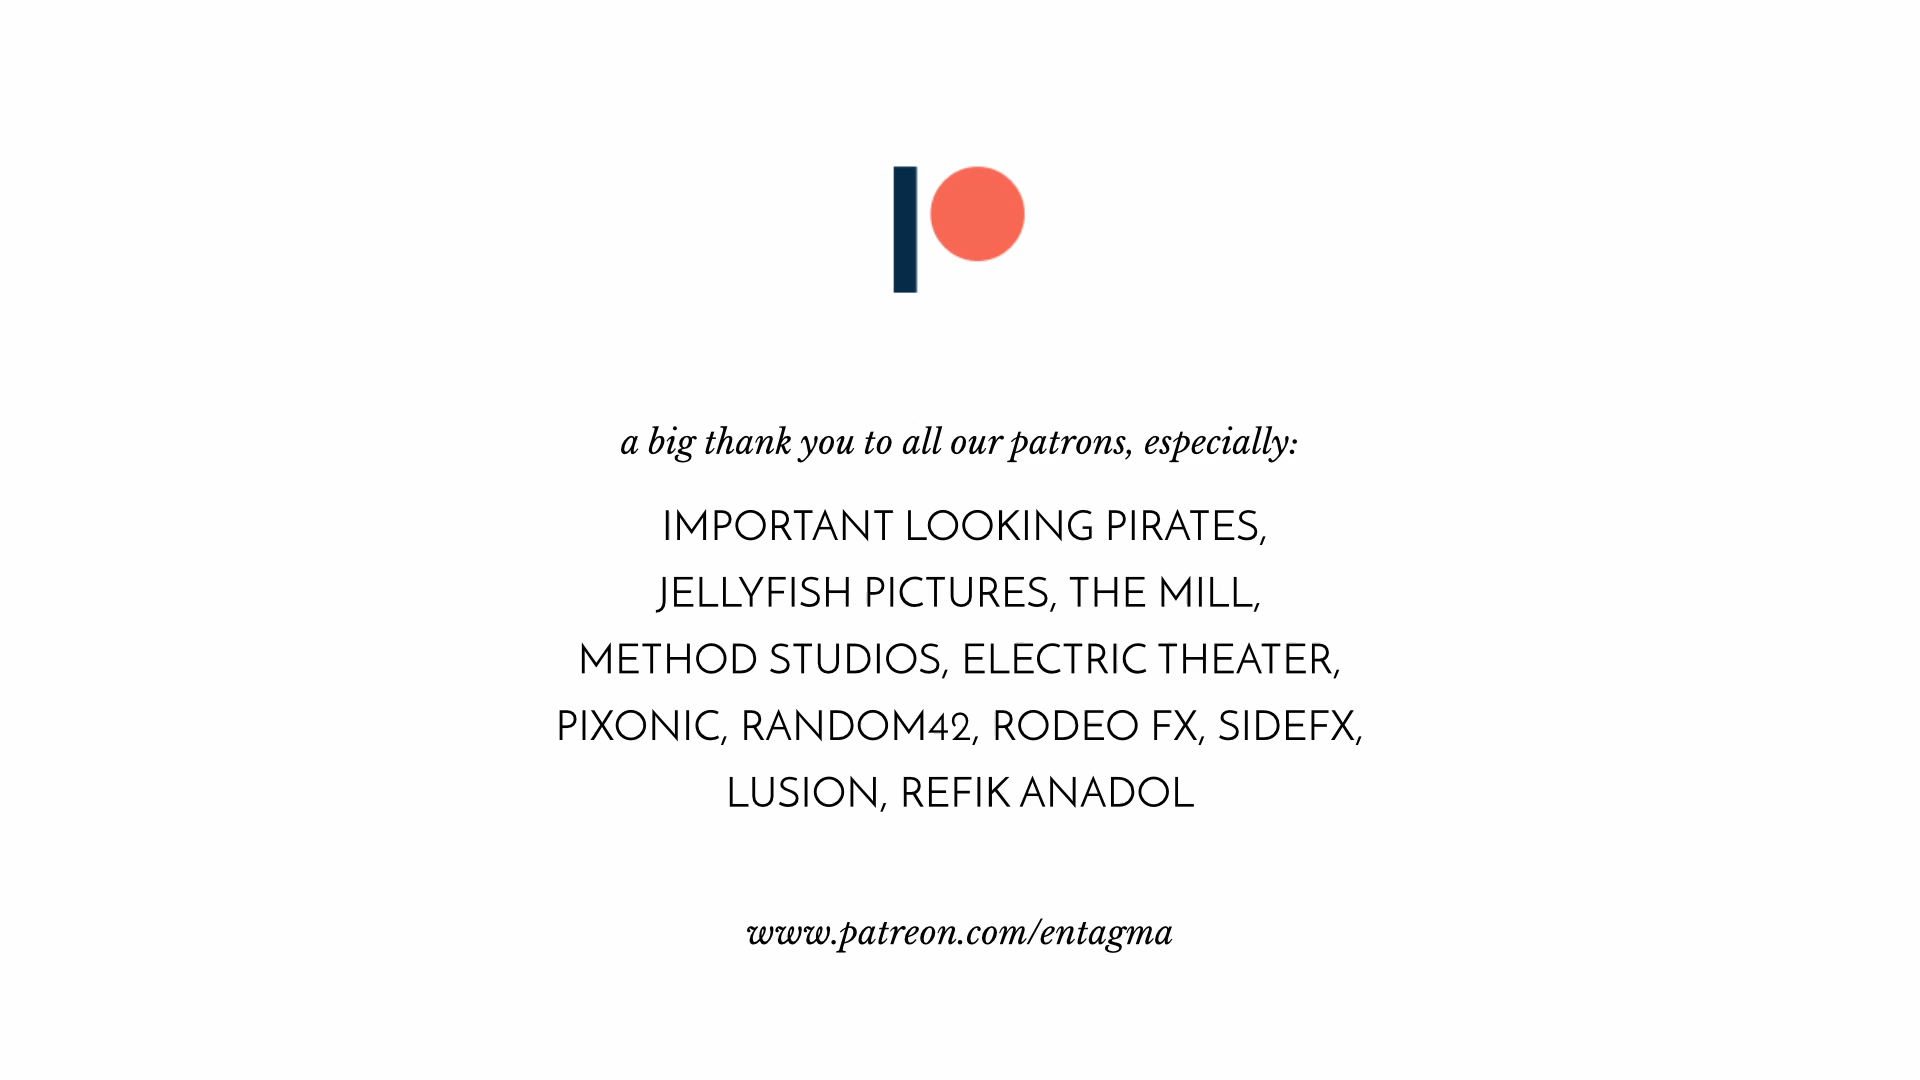 a big thank you to all our patrons, especially:
IMPORTANT LOOKING PIRATES,
JELLYFISH PICTURES, THE MILL,
METHOD STUDIOS, ELECTRIC THEATER,
PIXONIC, RANDOM42, RODEO FX, SIDEFX,
LUSION, REFIK ANADOL
www.patreon.com/entagma